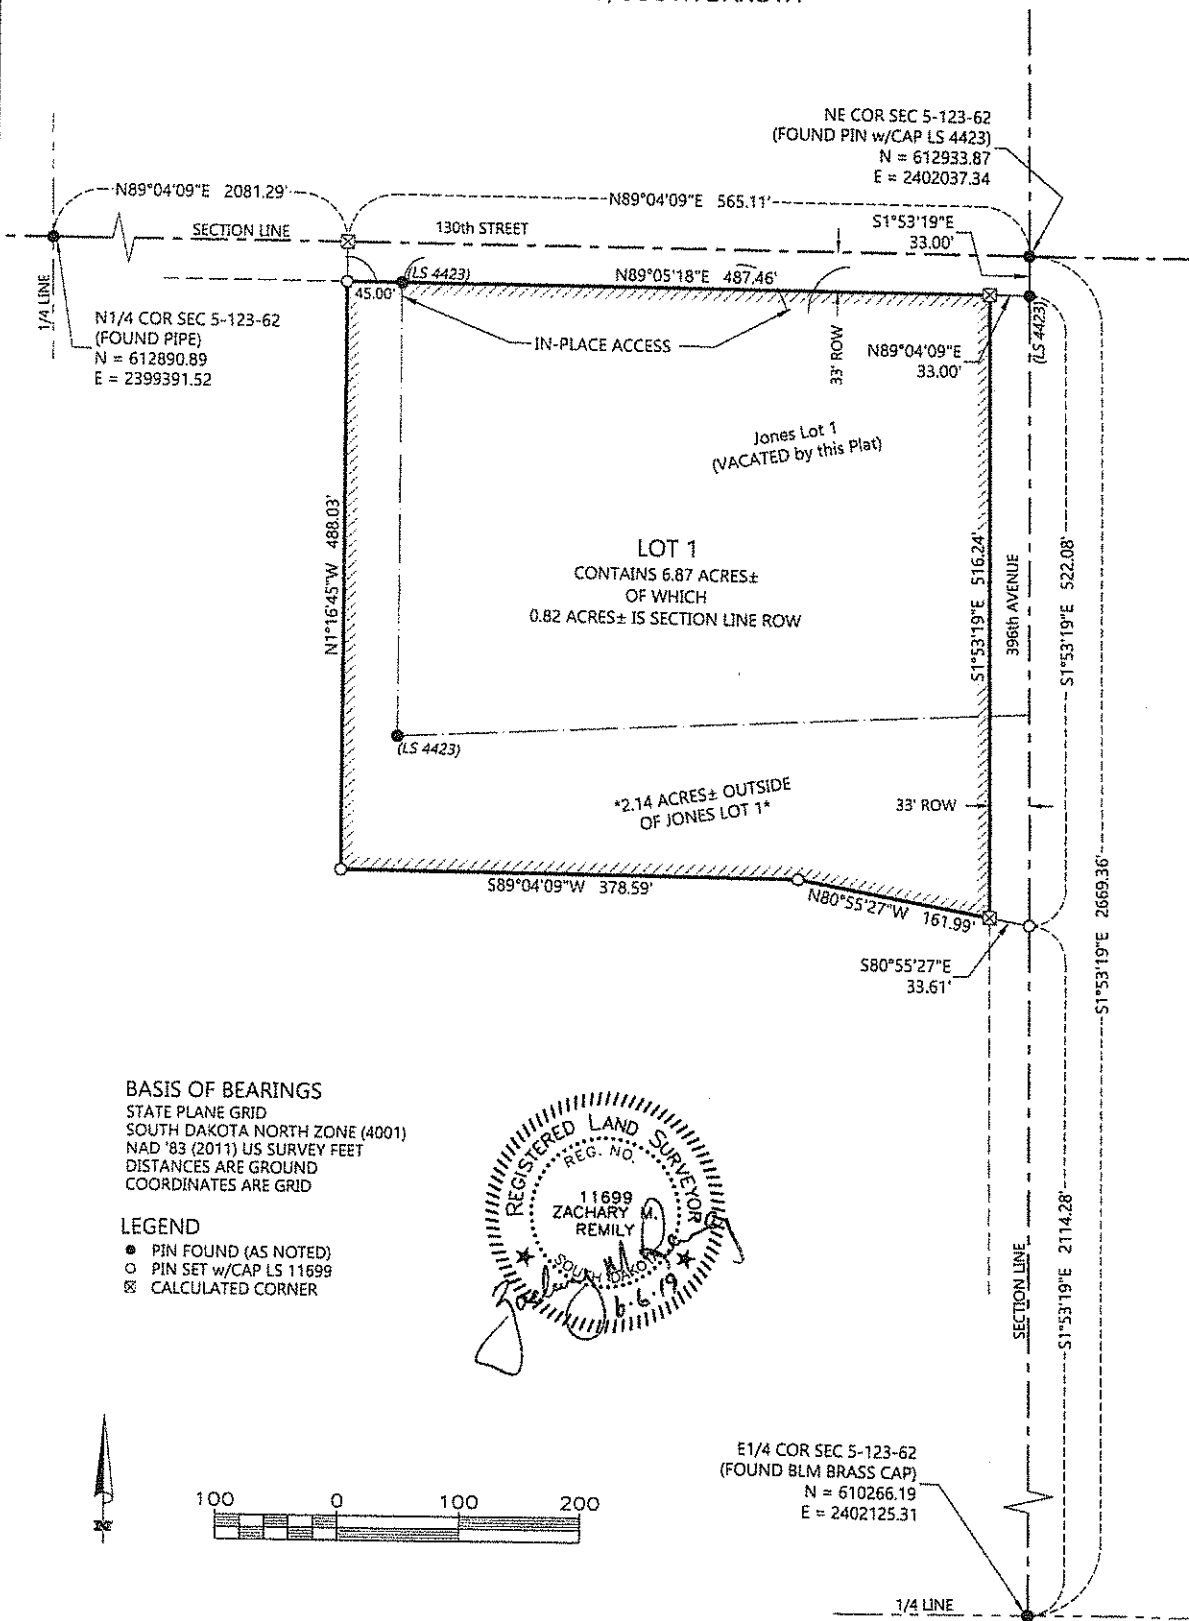 NE COR SEC 5-123-62
(FOUND PIN w/CAP LS 4423)
N = 612933.87
E = 2402037.34
N89°04'09"E 2081.29'
N89°04'09"E 565.11'
S1°53'19"E
33.00'
SECTION LINE
130th STREET
1/4 LINE
(LS 4423)
45.00'
N89°05'18"E 487.46'
N1/4 COR SEC 5-123-62
(FOUND PIPE)
N = 612890.89
E = 2399391.52
IN-PLACE ACCESS
33' ROW
N89°04'09"E
33.00'
(LS 4423)
Jones Lot 1
(VACATED by this Plat)
N1°16'45"W 488.03'
LOT 1
CONTAINS 6.87 ACRES±
OF WHICH
0.82 ACRES± IS SECTION LINE ROW
S1°53'19"E 516.24'
396th AVENUE
S1°53'19"E 522.08'
S1°53'19"E 2669.36'
(LS 4423)
*2.14 ACRES± OUTSIDE
OF JONES LOT 1*
33' ROW
S89°04'09"W 378.59'
N80°55'27"W 161.99'
S80°55'27"E
33.61'
BASIS OF BEARINGS
STATE PLANE GRID
SOUTH DAKOTA NORTH ZONE (4001)
NAD '83 (2011) US SURVEY FEET
DISTANCES ARE GROUND
COORDINATES ARE GRID
LEGEND
PIN FOUND (AS NOTED)
PIN SET w/CAP LS 11699
CALCULATED CORNER
REGISTERED LAND SURVEYOR
REG. NO.
11699
ZACHARY M.
REMILY
SOUTH DAKOTA
6-6-19
SECTION LINE
S1°53'19"E 2114.28'
E1/4 COR SEC 5-123-62
(FOUND BLM BRASS CAP)
N = 610266.19
E = 2402125.31
100 0 100 200
1/4 LINE